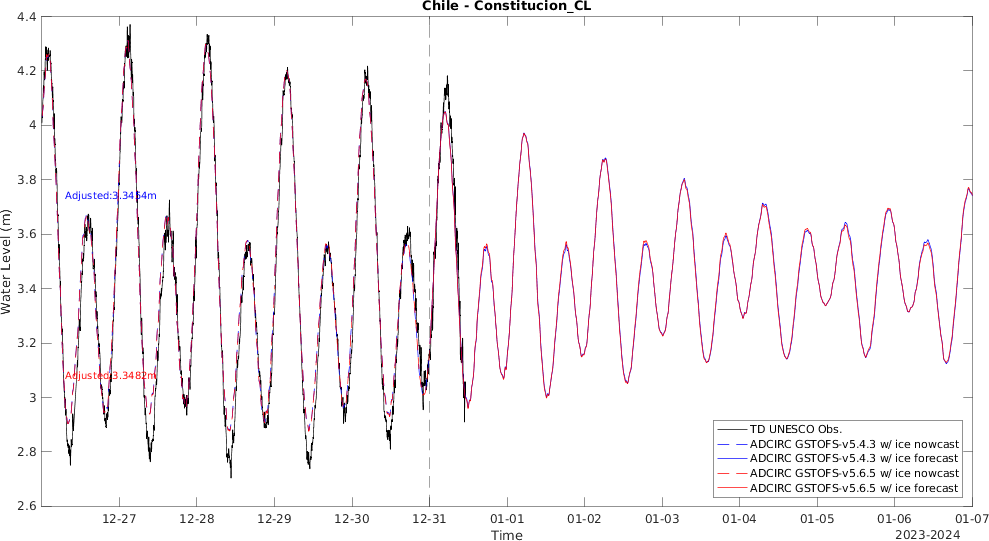 Chile - Constitucion_CL
4.4
4.2
4
3.8
3.6
3.4
3.2
3
2.8
2.6
Water Level (m)
Adjusted:3.3464m
Adjusted:3.3482m
TD UNESCO Obs.
ADCIRC GSTOFS-v5.4.3 w/ ice nowcast
ADCIRC GSTOFS-v5.4.3 w/ ice forecast
ADCIRC GSTOFS-v5.6.5 w/ ice nowcast
ADCIRC GSTOFS-v5.6.5 w/ ice forecast
12-27 12-28 12-29 12-30 12-31 01-01 01-02 01-03 01-04 01-05 01-06 01-07
Time
2023-2024